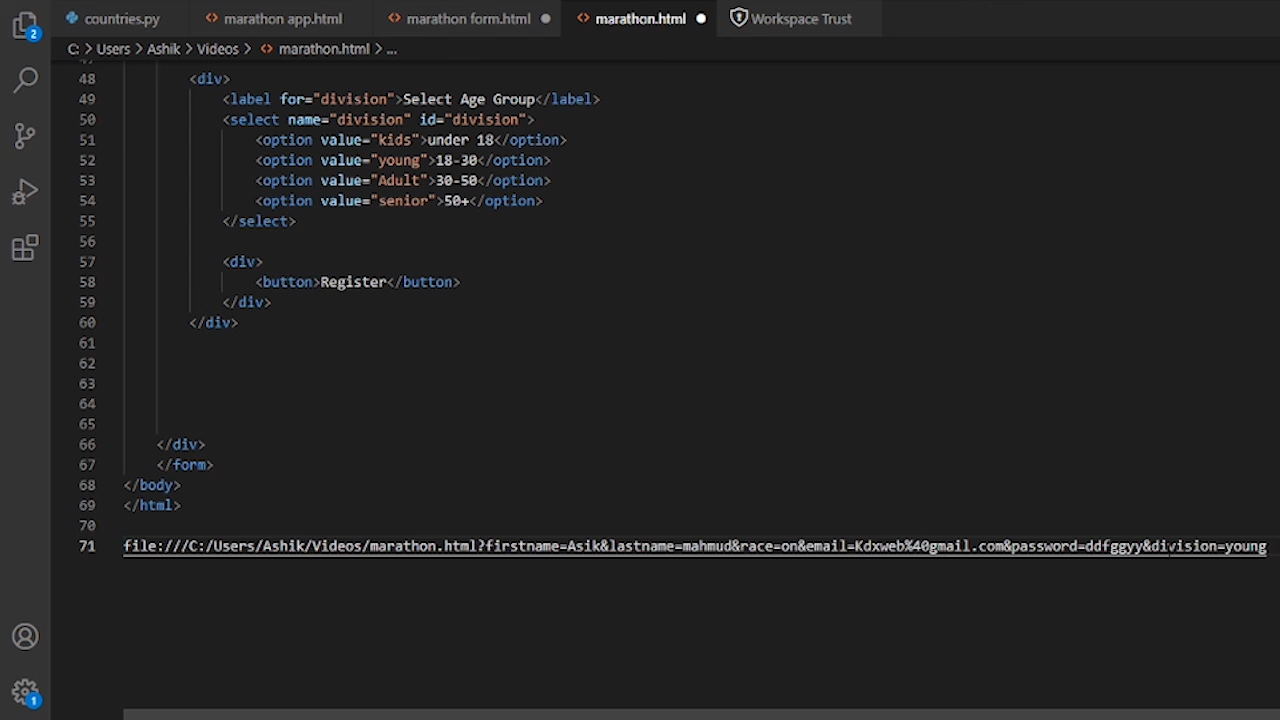 countries.py marathon app.html marathon form.html marathon.html Workspace Trust
2
C: > Users > Ashik > Videos > marathon.html > ...
48 <div>
49 <label for="division">Select Age Group</label>
50 <select name="division" id="division">
51 <option value="kids">under 18</option>
52 <option value="young">18-30</option>
53 <option value="Adult">30-50</option>
54 <option value="senior">50+</option>
55 </select>
56
57 <div>
58 <button>Register</button>
59 </div>
60 </div>
61
62
63
64
65
66 </div>
67 </form>
68 </body>
69 </html>
70
71 file:///C:/Users/Ashik/Videos/marathon.html?firstname=Asik&lastname=mahmud&race=on&email=Kdxweb%40gmail.com&password=ddfggyy&division=young
1